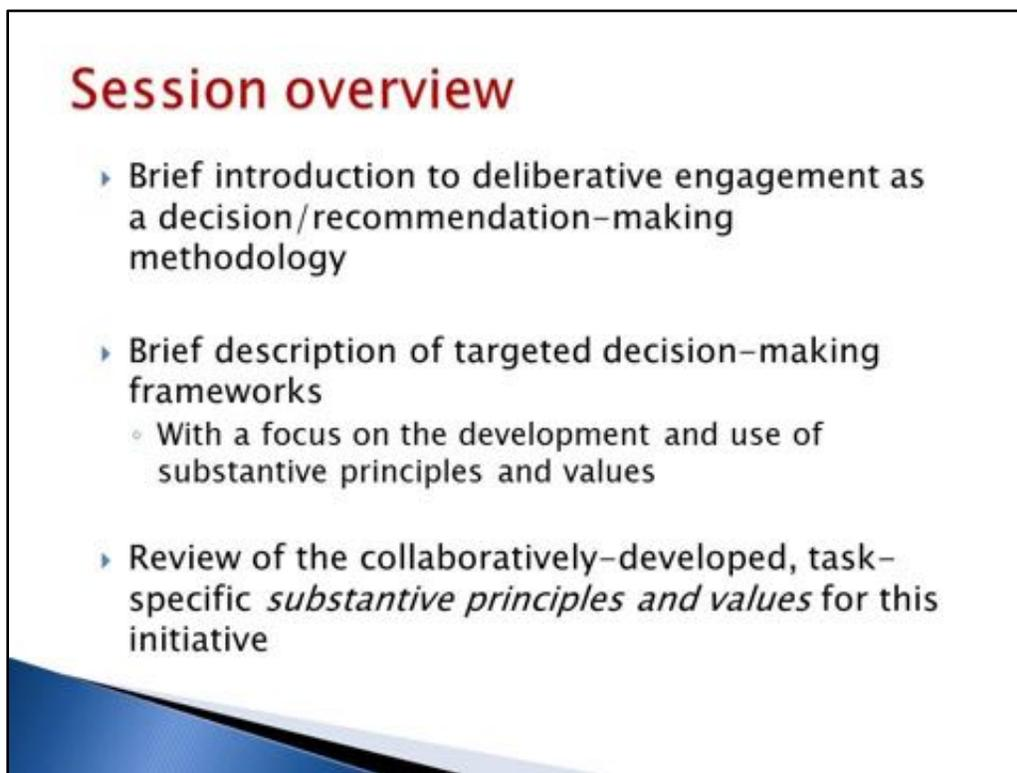 Session overview
Brief introduction to deliberative engagement as
a decision/recommendation-making
methodology
Brief description of targeted decision-making
frameworks
With a focus on the development and use of
substantive principles and values
Review of the collaboratively-developed, task-
specific substantive principles and values for this
initiative